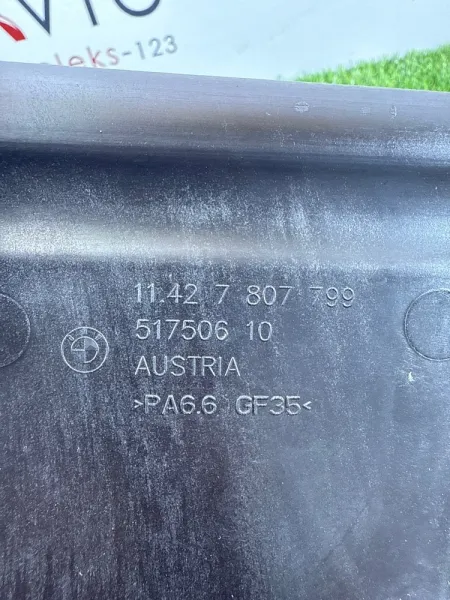 leks-123
11.42 7 807 799
517506 10
AUSTRIA
>PA6.6 GF35<